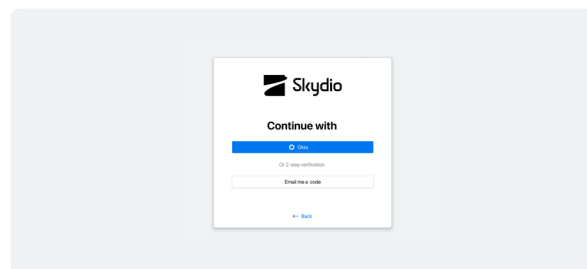 Skydio
Continue with
Okta
Or 2-step verification
Email me a code
← Back